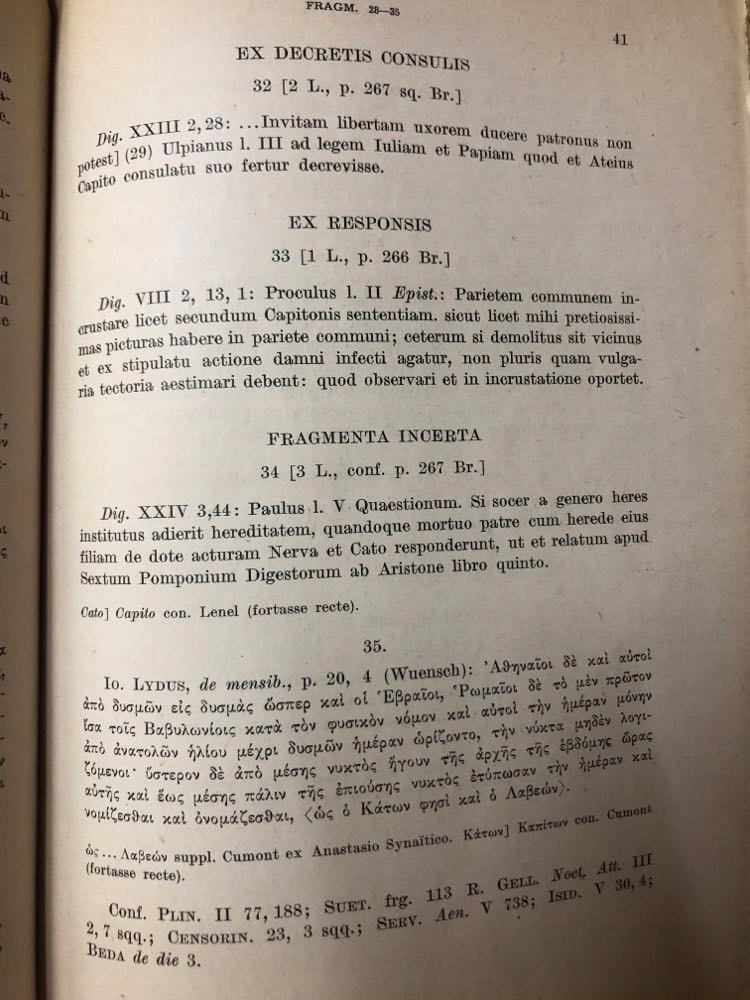 FRAGM. 28—35
41
EX DECRETIS CONSULIS
32 [2 L., p. 267 sq. Br.]
Dig. XXIII 2, 28: ...Invitam libertam uxorem ducere patronus non
potest] (29) Ulpianus l. III ad legem Iuliam et Papiam quod et Ateius
Capito consulatu suo fertur decrevisse.
EX RESPONSIS
33 [1 L., p. 266 Br.]
Dig. VIII 2, 13, 1: Proculus l. II Epist.: Parietem communem in-
crustare licet secundum Capitonis sententiam. sicut licet mihi pretiosissi-
mas picturas habere in pariete communi; ceterum si demolitus sit vicinus
et ex stipulatu actione damni infecti agatur, non pluris quam vulga-
ria tectoria aestimari debent: quod observari et in incrustatione oportet.
FRAGMENTA INCERTA
34 [3 L., conf. p. 267 Br.]
Dig. XXIV 3,44: Paulus l. V Quaestionum. Si socer a genero heres
institutus adierit hereditatem, quandoque mortuo patre cum herede eius
filiam de dote acturam Nerva et Cato responderunt, ut et relatum apud
Sextum Pomponium Digestorum ab Aristone libro quinto.
Cato] Capito con. Lenel (fortasse recte).
35.
Io. LYDUS, de mensib., p. 20, 4 (Wuensch): Ἀθηναῖοι δὲ καὶ αὐτοὶ
ἀπὸ δυσμῶν εἰς δυσμὰς ὥσπερ καὶ οἱ Ἑβραῖοι, Ῥωμαῖοι δὲ τὸ μὲν πρῶτον
ἴσα τοῖς Βαβυλωνίοις κατὰ τὸν φυσικὸν νόμον καὶ αὐτοὶ τὴν ἡμέραν μόνην
ἀπὸ ἀνατολῶν ἡλίου μέχρι δυσμῶν ἡμέραν ὡρίζοντο, τὴν νύκτα μηδὲν λογι-
ζόμενοι· ὕστερον δὲ ἀπὸ μέσης νυκτὸς ἤγουν τῆς ἀρχῆς τῆς ἑβδόμης ὥρας
αὐτῆς καὶ ἕως μέσης πάλιν τῆς ἐπιούσης νυκτὸς ἐτύπωσαν τὴν ἡμέραν καὶ
νομίζεσθαι καὶ ὀνομάζεσθαι, ⟨ὡς ὁ Κάτων φησὶ καὶ ὁ Λαβεών⟩.
ὡς ... Λαβεών suppl. Cumont ex Anastasio Synaïtico. Κάτων] Καπίτων con. Cumont
(fortasse recte).
Conf. PLIN. II 77, 188; SUET. frg. 113 R. GELL. Noct. Att. III
2, 7 sqq.; CENSORIN. 23, 3 sqq.; SERV. Aen. V 738; ISID. V 30, 4;
BEDA de die 3.